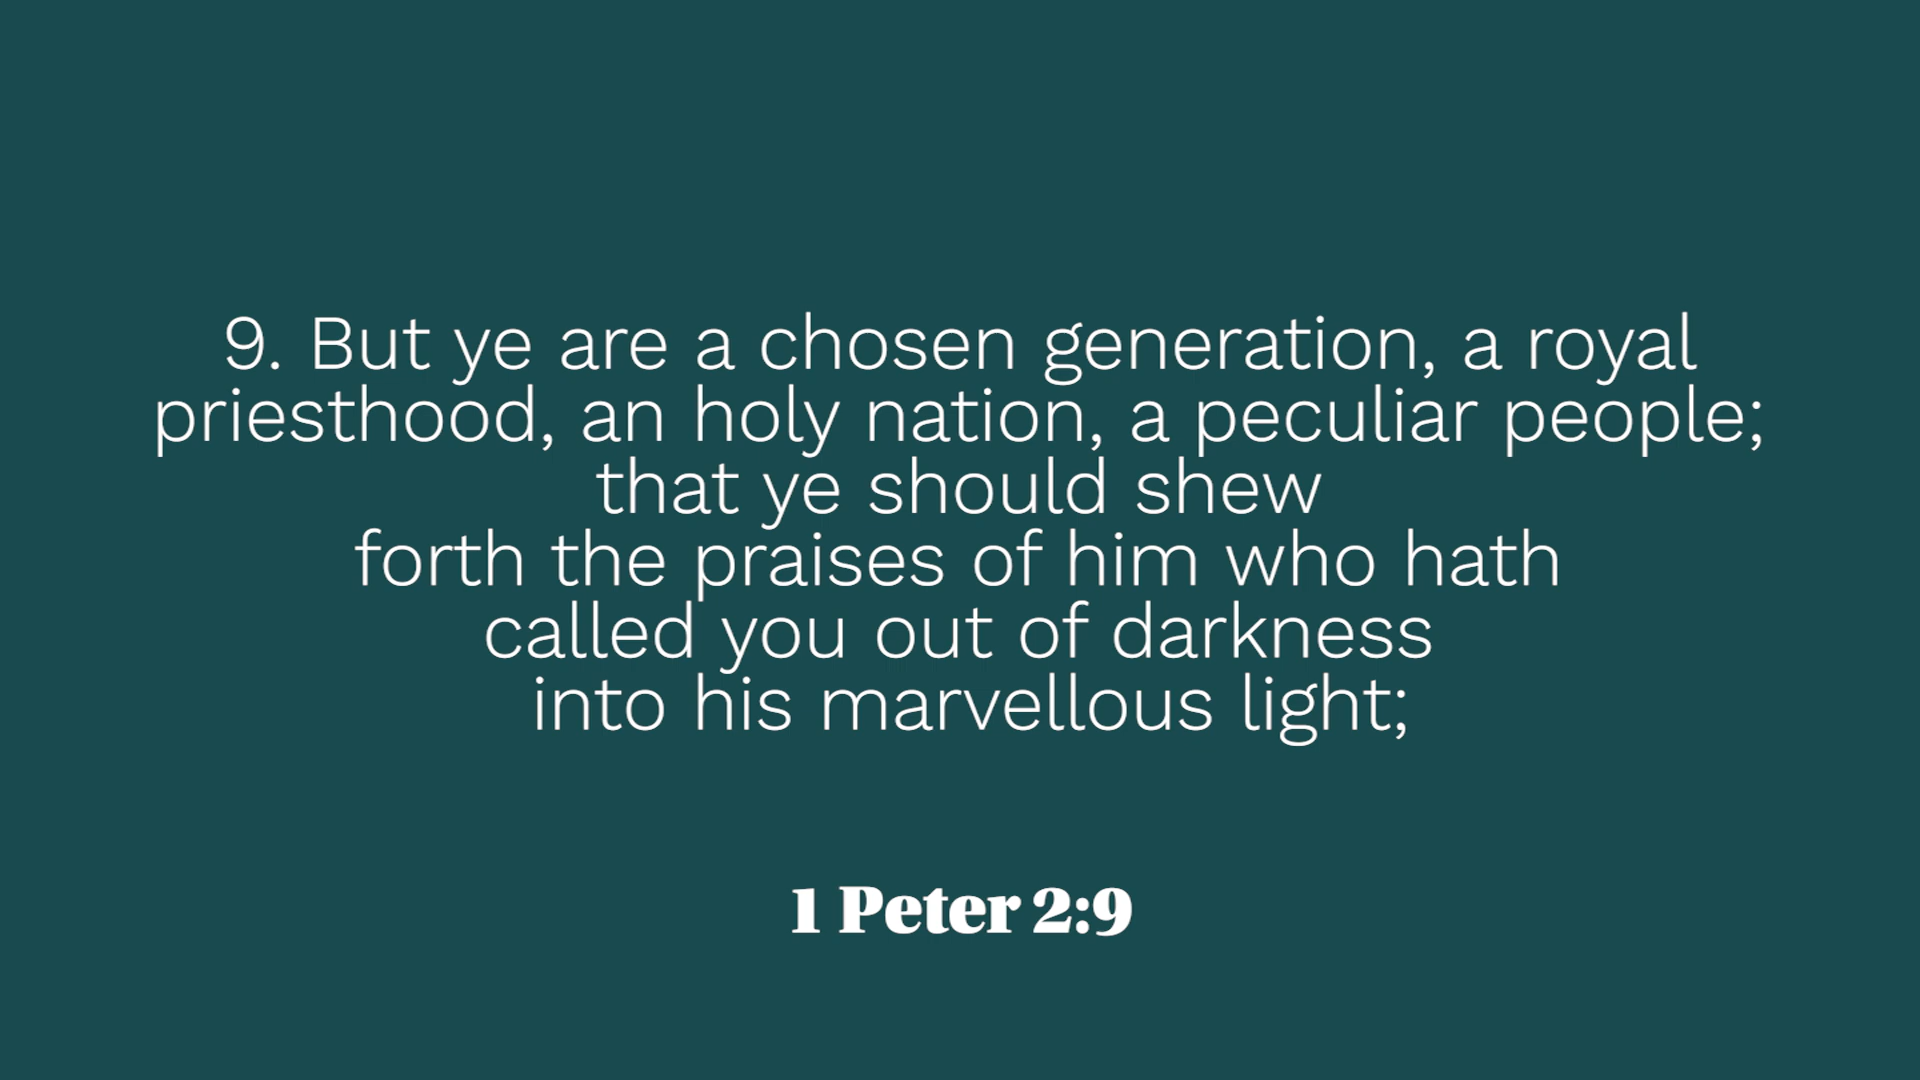 9. But ye are a chosen generation, a royal
priesthood, an holy nation, a peculiar people;
that ye should shew
forth the praises of him who hath
called you out of darkness
into his marvellous light;
1 Peter 2:9